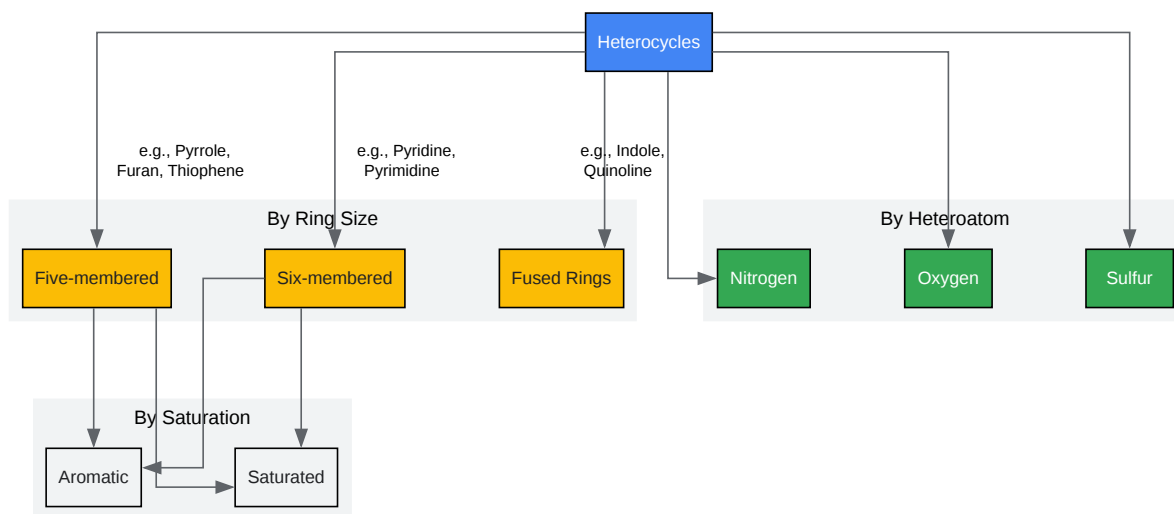 Heterocycles
e.g., Pyrrole,
Furan, Thiophene
e.g., Pyridine,
Pyrimidine
e.g., Indole,
Quinoline
By Ring Size
By Heteroatom
Five-membered
Six-membered
Fused Rings
Nitrogen
Oxygen
Sulfur
By Saturation
Aromatic
Saturated